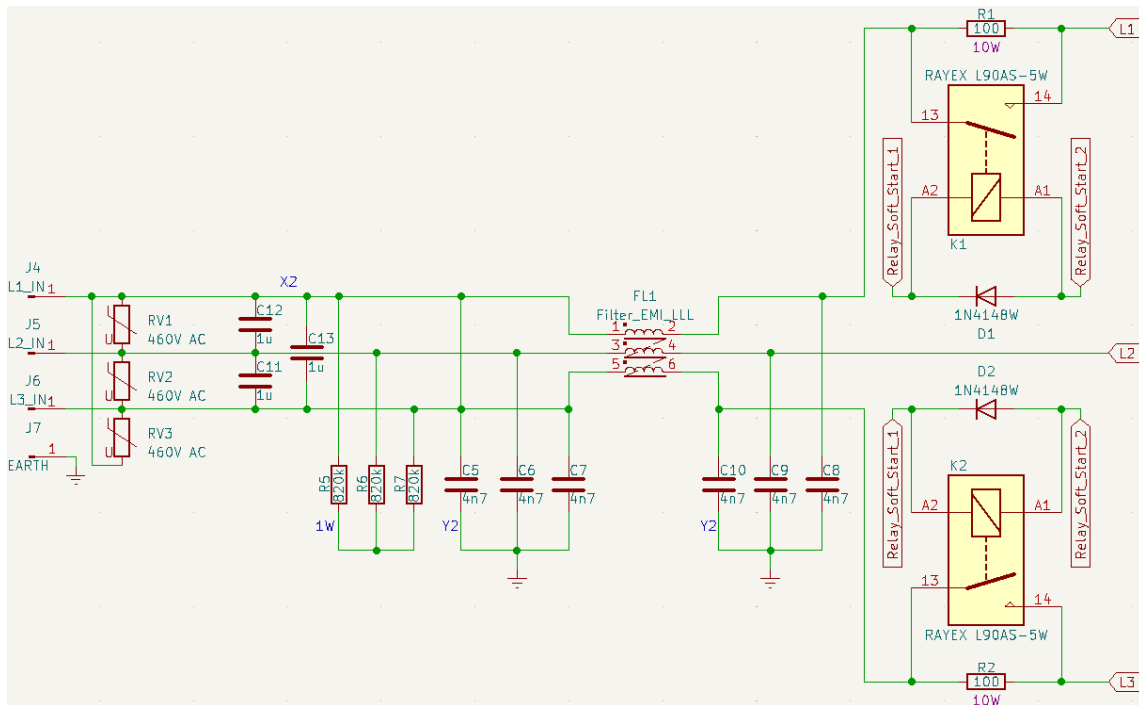 R1
100
10W
L1
RAYEX L90AS-5W
14
13
Relay_Soft_Start_1
Relay_Soft_Start_2
A2
A1
K1
J4
L1_IN 1
X2
C12
1u
RV1
460V AC
U
FL1
Filter_EMI_LLL
1
2
3
4
5
6
1N4148W
D1
J5
L2_IN 1
C13
1u
L2
RV2
460V AC
U
C11
1u
J6
L3_IN 1
D2
1N4148W
J7
EARTH 1
RV3
460V AC
U
R5
820k
R6
820k
R7
820k
1W
C5
4n7
C6
4n7
C7
4n7
Y2
C10
4n7
C9
4n7
C8
4n7
Y2
Relay_Soft_Start_1
Relay_Soft_Start_2
K2
A2
A1
13
14
RAYEX L90AS-5W
R2
100
10W
L3